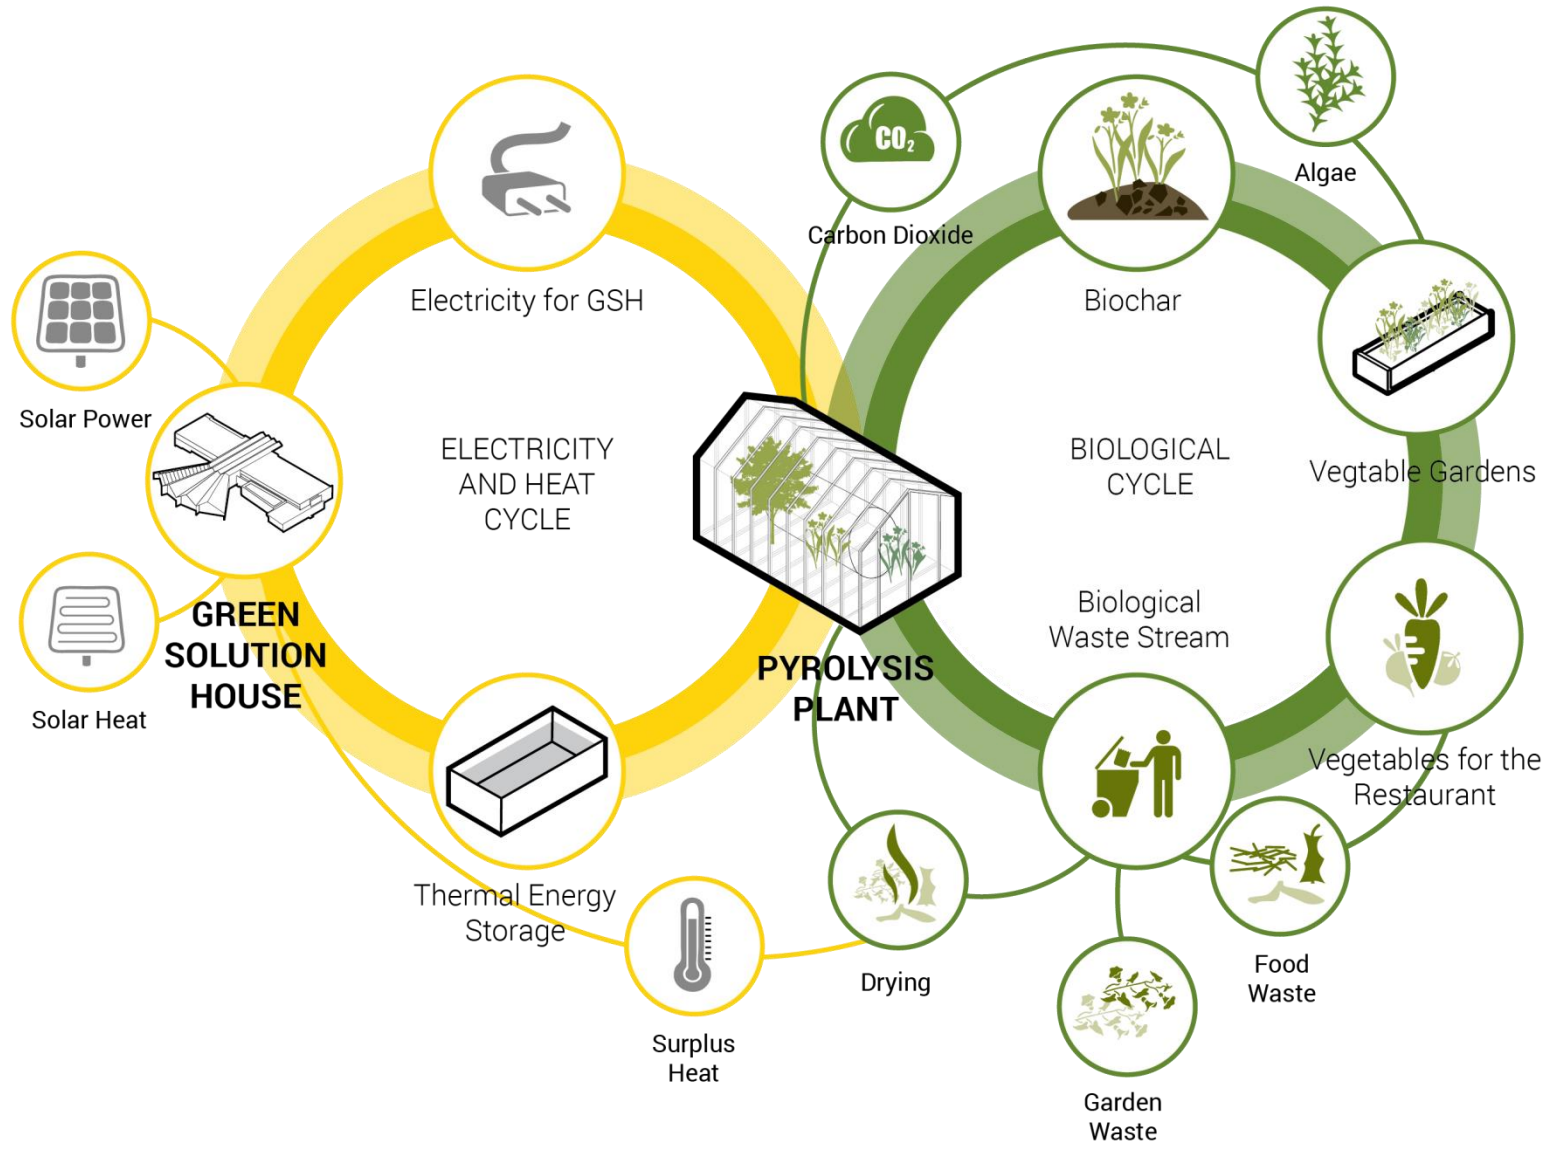 CO₂
Algae
Carbon Dioxide
Electricity for GSH
Biochar
Solar Power
ELECTRICITY
AND HEAT
CYCLE
BIOLOGICAL
CYCLE
Vegtable Gardens
GREEN
SOLUTION
HOUSE
Biological
Waste Stream
Solar Heat
PYROLYSIS
PLANT
Vegetables for the
Restaurant
Thermal Energy
Storage
Drying
Food
Waste
Surplus
Heat
Garden
Waste